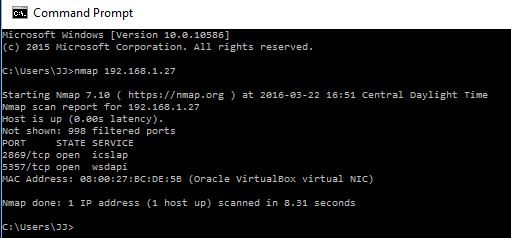 Command Prompt
Microsoft Windows [Version 10.0.10586]
(c) 2015 Microsoft Corporation. All rights reserved.
C:\Users\JJ>nmap 192.168.1.27
Starting Nmap 7.10 ( https://nmap.org ) at 2016-03-22 16:51 Central Daylight Time
Nmap scan report for 192.168.1.27
Host is up (0.00s latency).
Not shown: 998 filtered ports
PORT     STATE SERVICE
2869/tcp open  icslap
5357/tcp open  wsdapi
MAC Address: 08:00:27:BC:DE:5B (Oracle VirtualBox virtual NIC)
Nmap done: 1 IP address (1 host up) scanned in 8.31 seconds
C:\Users\JJ>